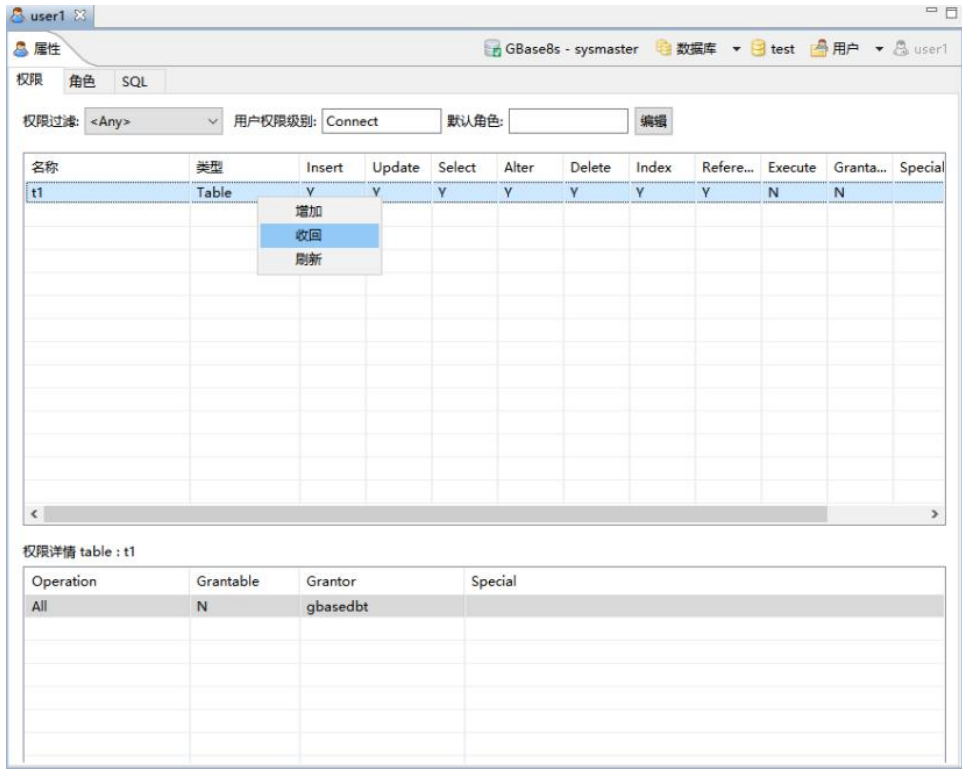 user1
属性 GBase8s - sysmaster 数据库 test 用户 user1
权限 角色 SQL
权限过滤: <Any> 用户权限级别: Connect 默认角色: 编辑
名称 类型 Insert Update Select Alter Delete Index Refere... Execute Granta... Special
t1 Table Y Y Y Y Y Y Y N N
增加
收回
刷新
权限详情 table : t1
Operation Grantable Grantor Special
All N gbasedbt